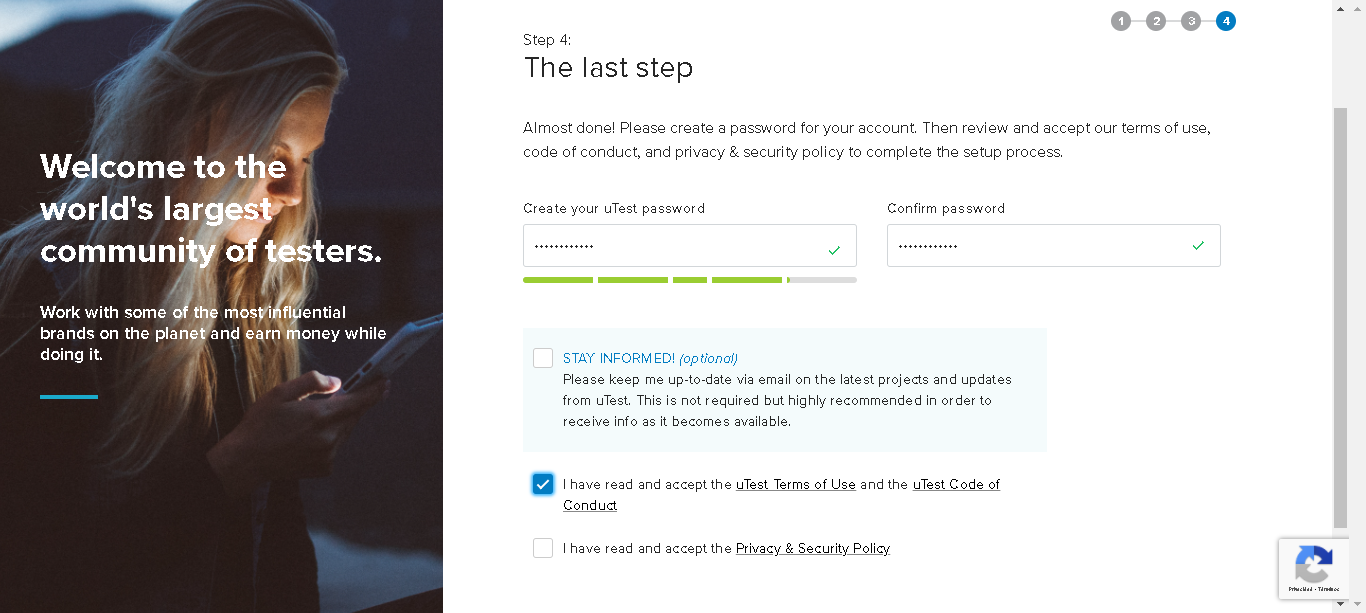 Welcome to the
world's largest
community of testers.
Work with some of the most influential
brands on the planet and earn money while
doing it.
1 2 3 4
Step 4:
The last step
Almost done! Please create a password for your account. Then review and accept our terms of use,
code of conduct, and privacy & security policy to complete the setup process.
Create your uTest password
Confirm password
STAY INFORMED! (optional)
Please keep me up-to-date via email on the latest projects and updates
from uTest. This is not required but highly recommended in order to
receive info as it becomes available.
I have read and accept the uTest Terms of Use and the uTest Code of
Conduct
I have read and accept the Privacy & Security Policy